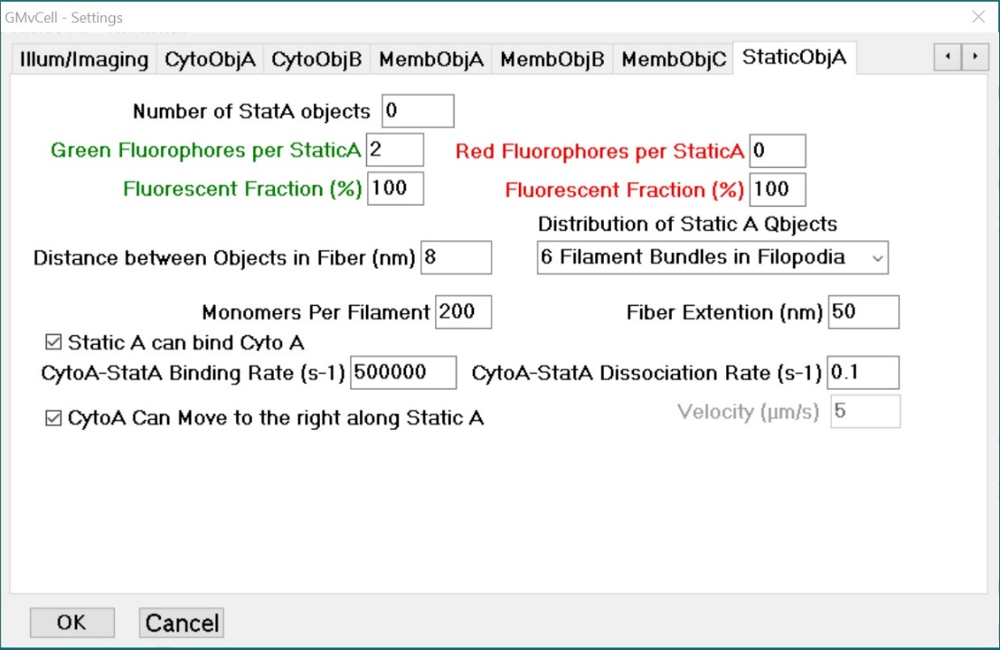 GMvCell - Settings
Illum/Imaging CytoObjA CytoObjB MembObjA MembObjB MembObjC StaticObjA
Number of StatA objects 0
Green Fluorophores per StaticA 2 Red Fluorophores per StaticA 0
Fluorescent Fraction (%) 100 Fluorescent Fraction (%) 100
Distribution of Static A Qbjects
Distance between Objects in Fiber (nm) 8 6 Filament Bundles in Filopodia
Monomers Per Filament 200 Fiber Extention (nm) 50
Static A can bind Cyto A
CytoA-StatA Binding Rate (s-1) 500000 CytoA-StatA Dissociation Rate (s-1) 0.1
CytoA Can Move to the right along Static A Velocity (µm/s) 5
OK Cancel